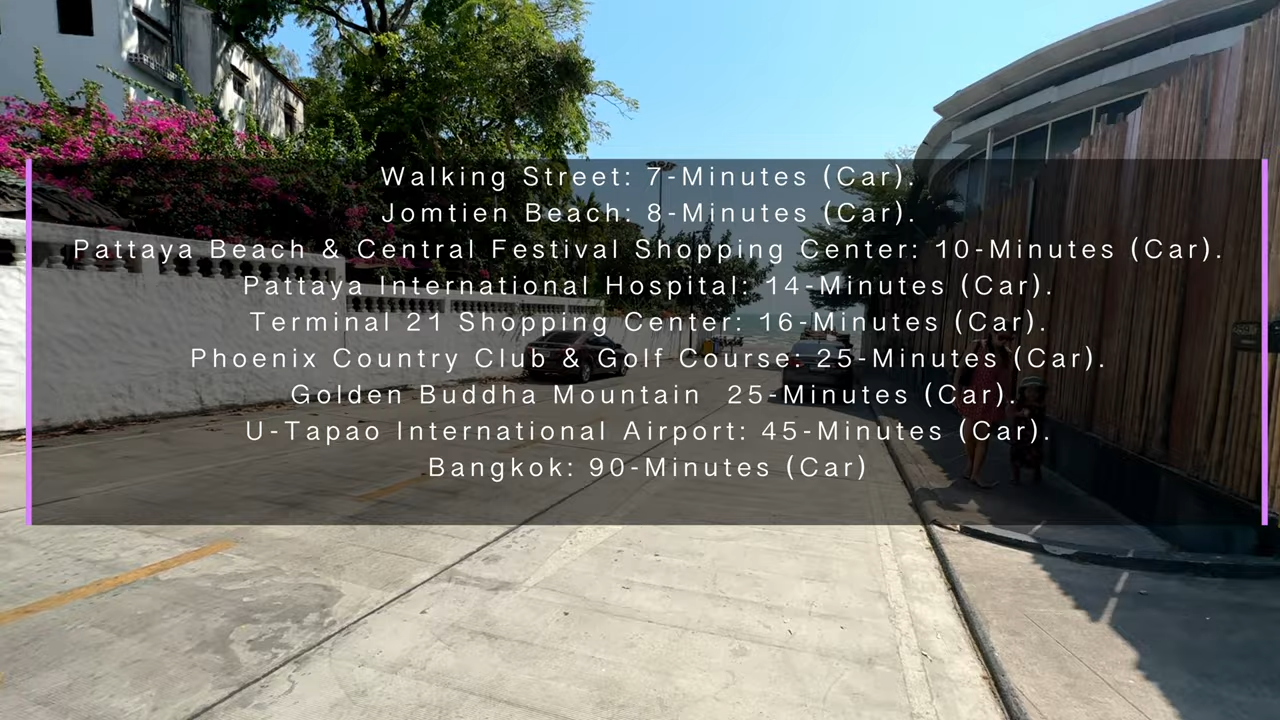 Walking Street: 7-Minutes (Car).
Jomtien Beach: 8-Minutes (Car).
Pattaya Beach & Central Festival Shopping Center: 10-Minutes (Car).
Pattaya International Hospital: 14-Minutes (Car).
Terminal 21 Shopping Center: 16-Minutes (Car).
Phoenix Country Club & Golf Course: 25-Minutes (Car).
Golden Buddha Mountain  25-Minutes (Car).
U-Tapao International Airport: 45-Minutes (Car).
Bangkok: 90-Minutes (Car)